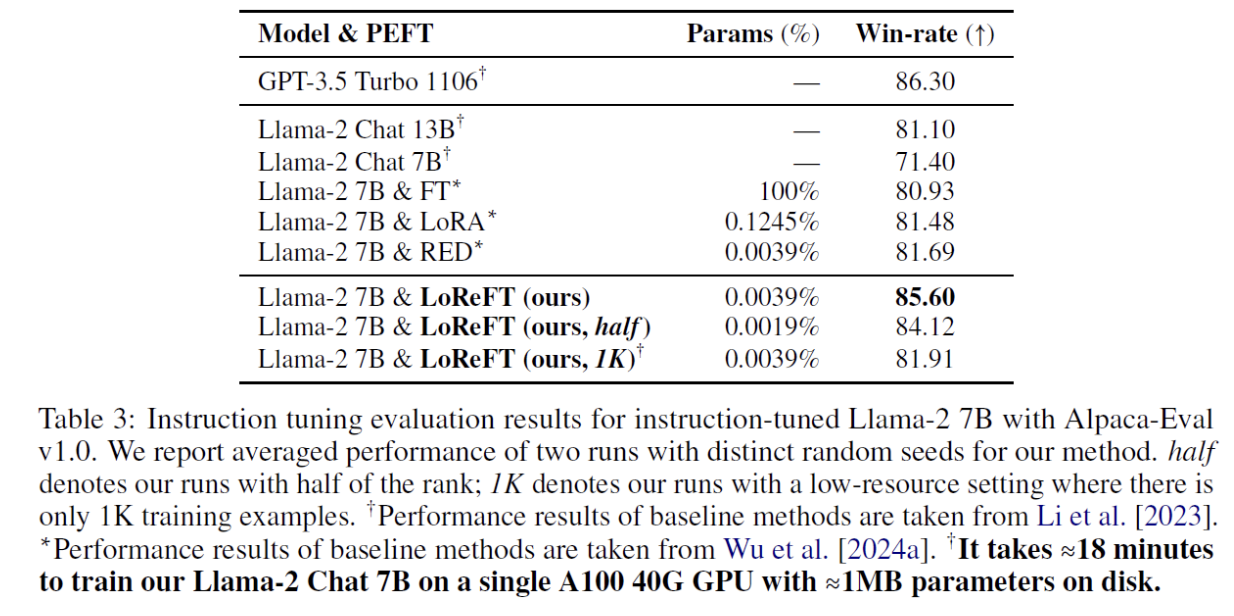 Model & PEFT Params (%) Win-rate (↑)
GPT-3.5 Turbo 1106† — 86.30
Llama-2 Chat 13B† — 81.10
Llama-2 Chat 7B† — 71.40
Llama-2 7B & FT* 100% 80.93
Llama-2 7B & LoRA* 0.1245% 81.48
Llama-2 7B & RED* 0.0039% 81.69
Llama-2 7B & LoReFT (ours) 0.0039% 85.60
Llama-2 7B & LoReFT (ours, half) 0.0019% 84.12
Llama-2 7B & LoReFT (ours, 1K)† 0.0039% 81.91
Table 3: Instruction tuning evaluation results for instruction-tuned Llama-2 7B with Alpaca-Eval
v1.0. We report averaged performance of two runs with distinct random seeds for our method. half
denotes our runs with half of the rank; 1K denotes our runs with a low-resource setting where there is
only 1K training examples. †Performance results of baseline methods are taken from Li et al. [2023].
*Performance results of baseline methods are taken from Wu et al. [2024a]. †It takes ≈18 minutes
to train our Llama-2 Chat 7B on a single A100 40G GPU with ≈1MB parameters on disk.